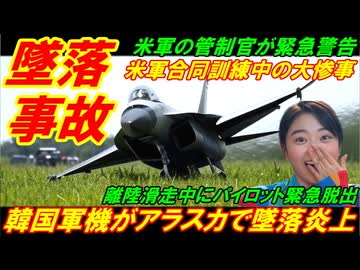 墜落
事故
米軍の管制官が緊急警告
米軍合同訓練中の大惨事
離陸滑走中にパイロット緊急脱出
韓国軍機がアラスカで墜落炎上